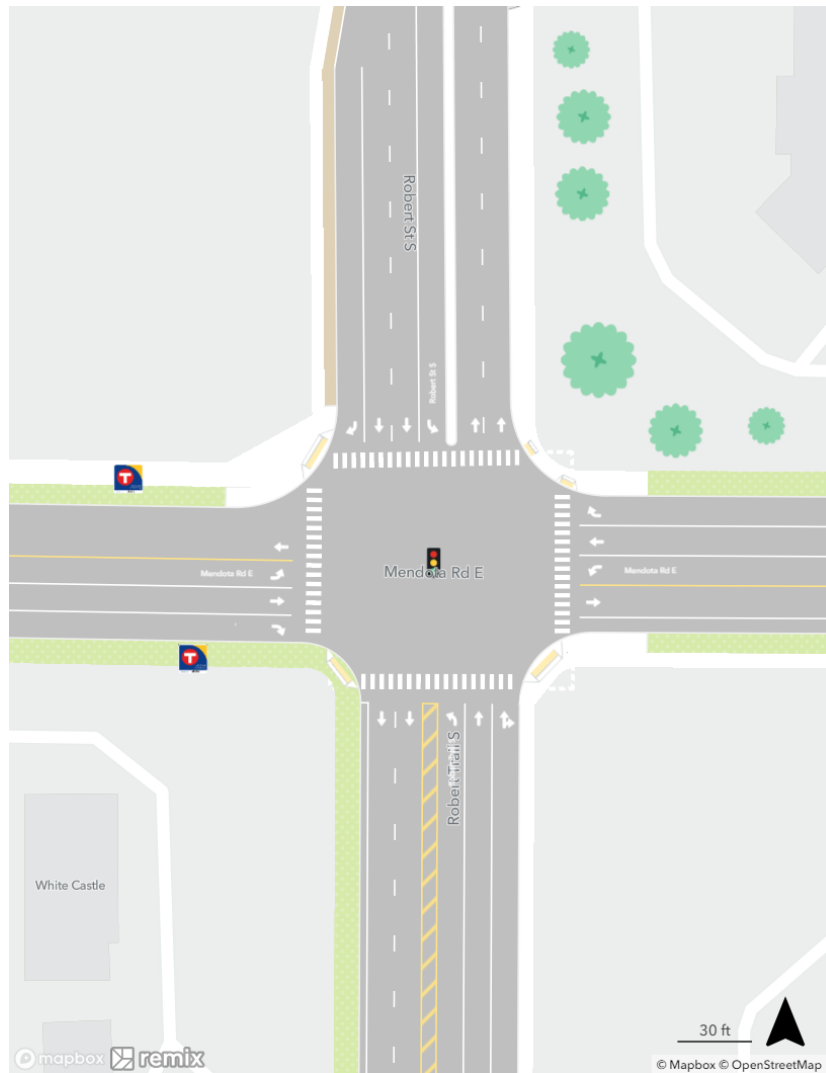 Robert St S
Robert St S
T
Mendota Rd E
Mendota Rd E
Mendota Rd E
T
Robert Trail S
White Castle
30 ft
mapbox remix
© Mapbox © OpenStreetMap